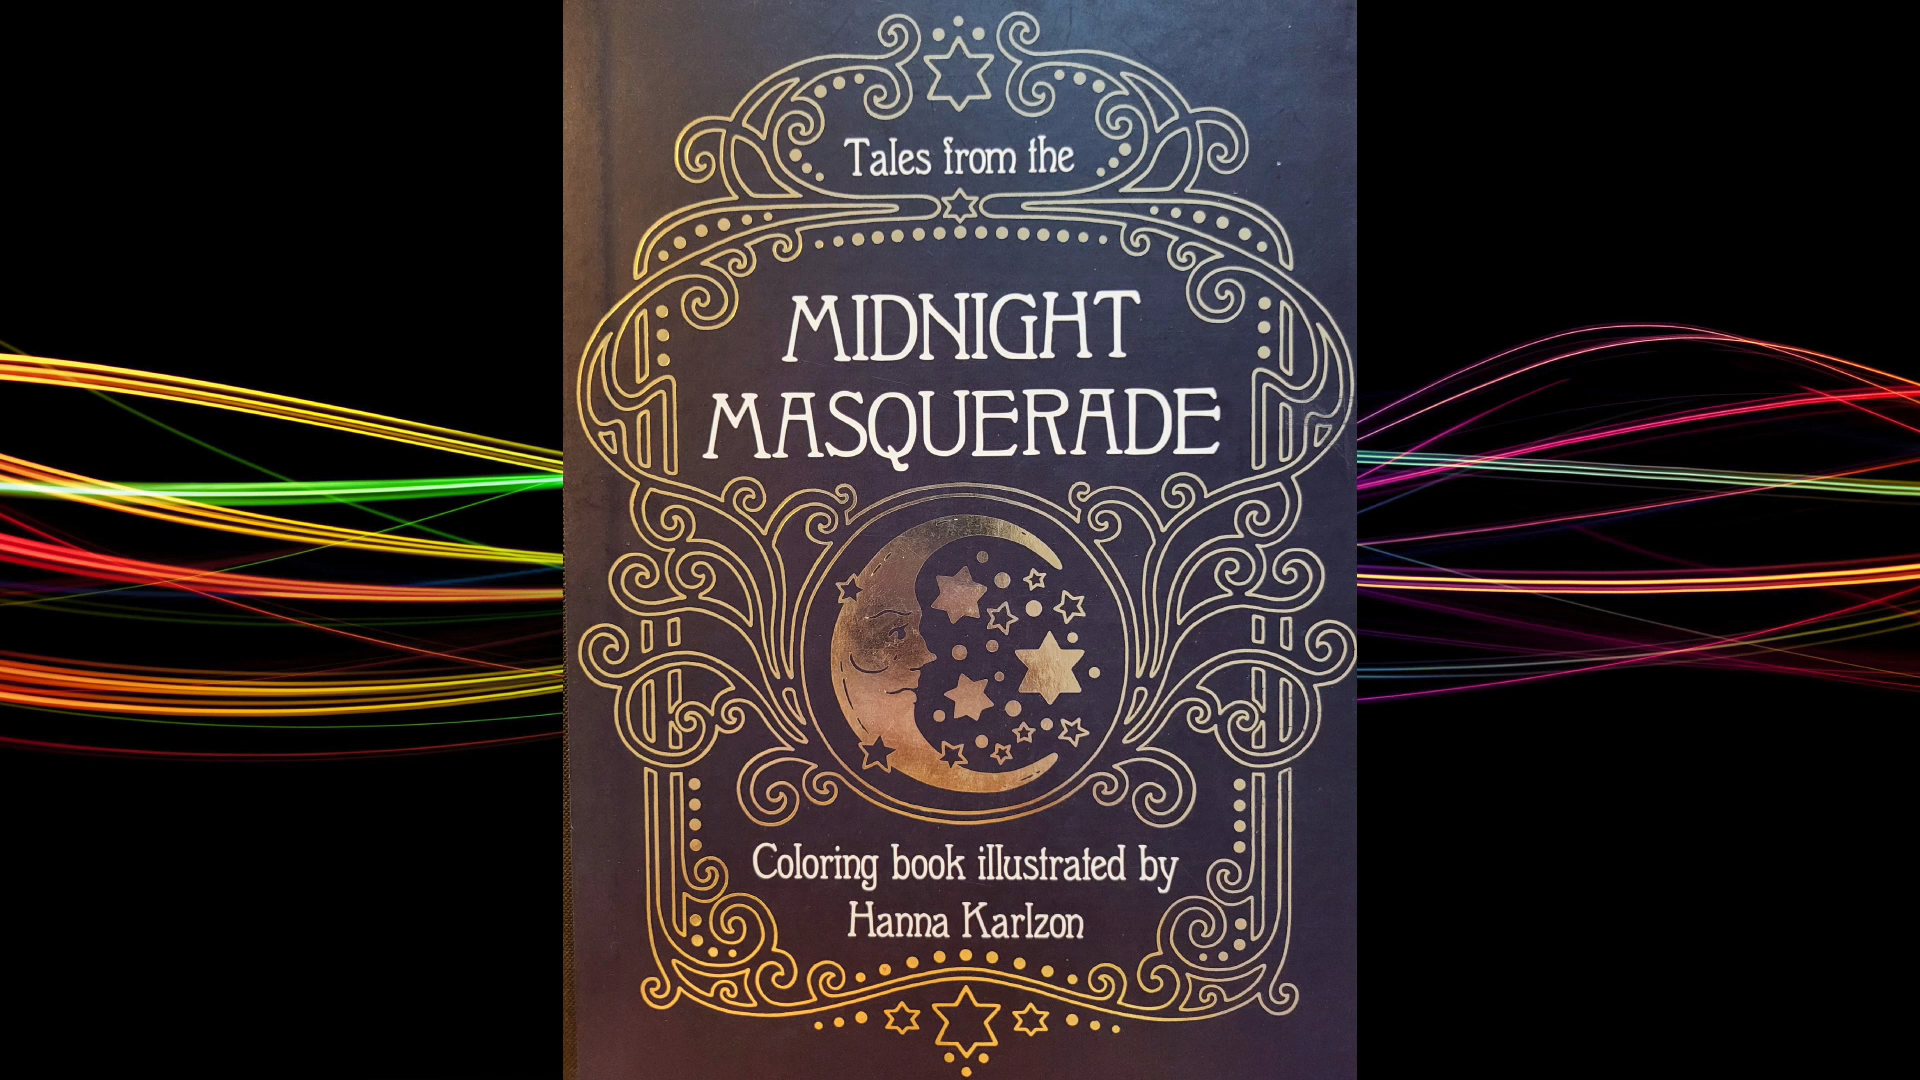 Tales from the
MIDNIGHT
MASQUERADE
Coloring book illustrated by
Hanna Karlzon